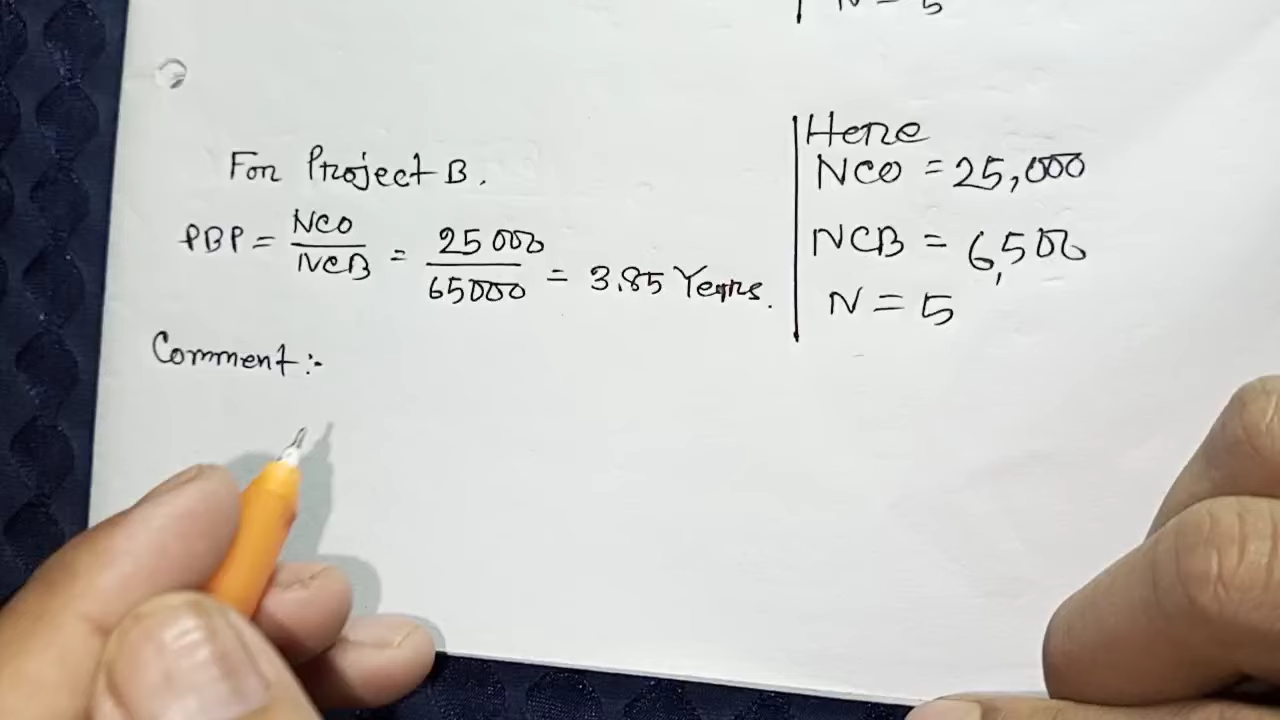 N = 5
For Project B.
PBP = NCO / NCB = 25000 / 65000 = 3.85 Years.
Comment :-
Here
NCO = 25,000
NCB = 6,500
N = 5